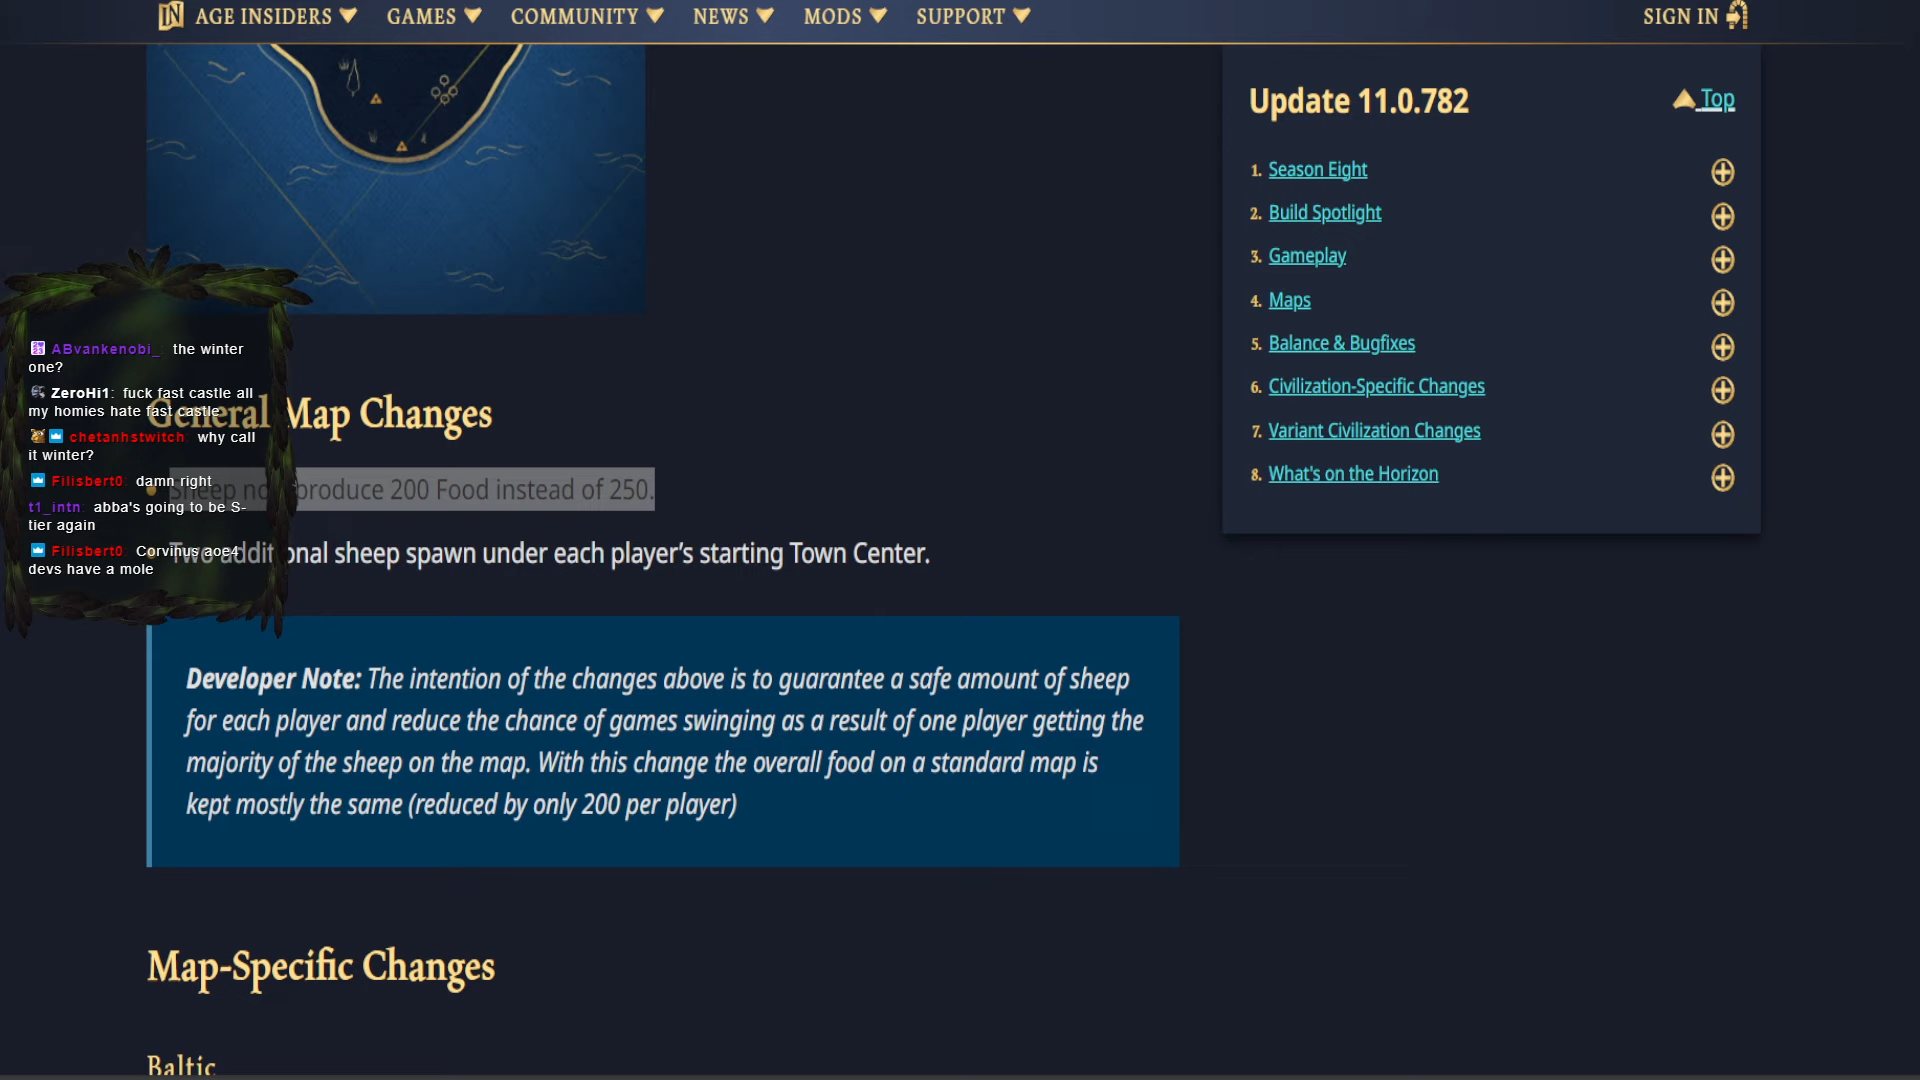 AGE INSIDERS GAMES COMMUNITY NEWS MODS SUPPORT SIGN IN
Update 11.0.782
Top
1. Season Eight
2. Build Spotlight
3. Gameplay
4. Maps
5. Balance & Bugfixes
6. Civilization-Specific Changes
7. Variant Civilization Changes
8. What's on the Horizon
ABvankenobi_ the winter
one?
ZeroHi1: fuck fast castle all
my homies hate fast castle
chetanhstwitch why call
it winter?
Filisbert0 damn right
t1_intn: abba's going to be S-
tier again
Filisbert0 Corvinus aoe4
devs have a mole
General Map Changes
Sheep now produce 200 Food instead of 250.
Two additional sheep spawn under each player’s starting Town Center.
Developer Note: The intention of the changes above is to guarantee a safe amount of sheep
for each player and reduce the chance of games swinging as a result of one player getting the
majority of the sheep on the map. With this change the overall food on a standard map is
kept mostly the same (reduced by only 200 per player)
Map-Specific Changes
Baltic